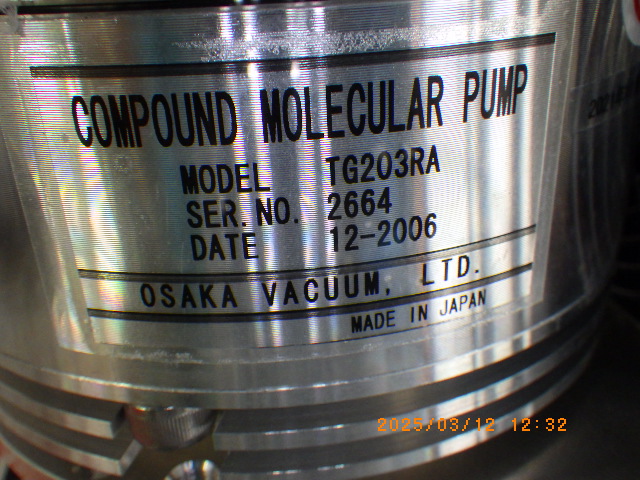 COMPOUND MOLECULAR PUMP
MODEL TG203RA
SER.NO. 2664
DATE 12-2006
OSAKA VACUUM, LTD.
MADE IN JAPAN
2025/03/12 12:32